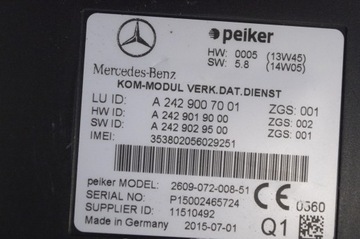 peiker
HW: 0005 (13W45)
SW: 5.8 (14W05)
Mercedes-Benz
KOM-MODUL VERK.DAT.DIENST
LU ID: A 242 900 70 01 ZGS: 001
HW ID: A 242 901 90 00 ZGS: 002
SW ID: A 242 902 95 00 ZGS: 001
IMEI: 353802056029251
peiker MODEL: 2609-072-008-51
SERIAL NO: P15002465724
SUPPLIER ID: 11510492
Made in Germany 2015-07-01
CE 0360
Q1